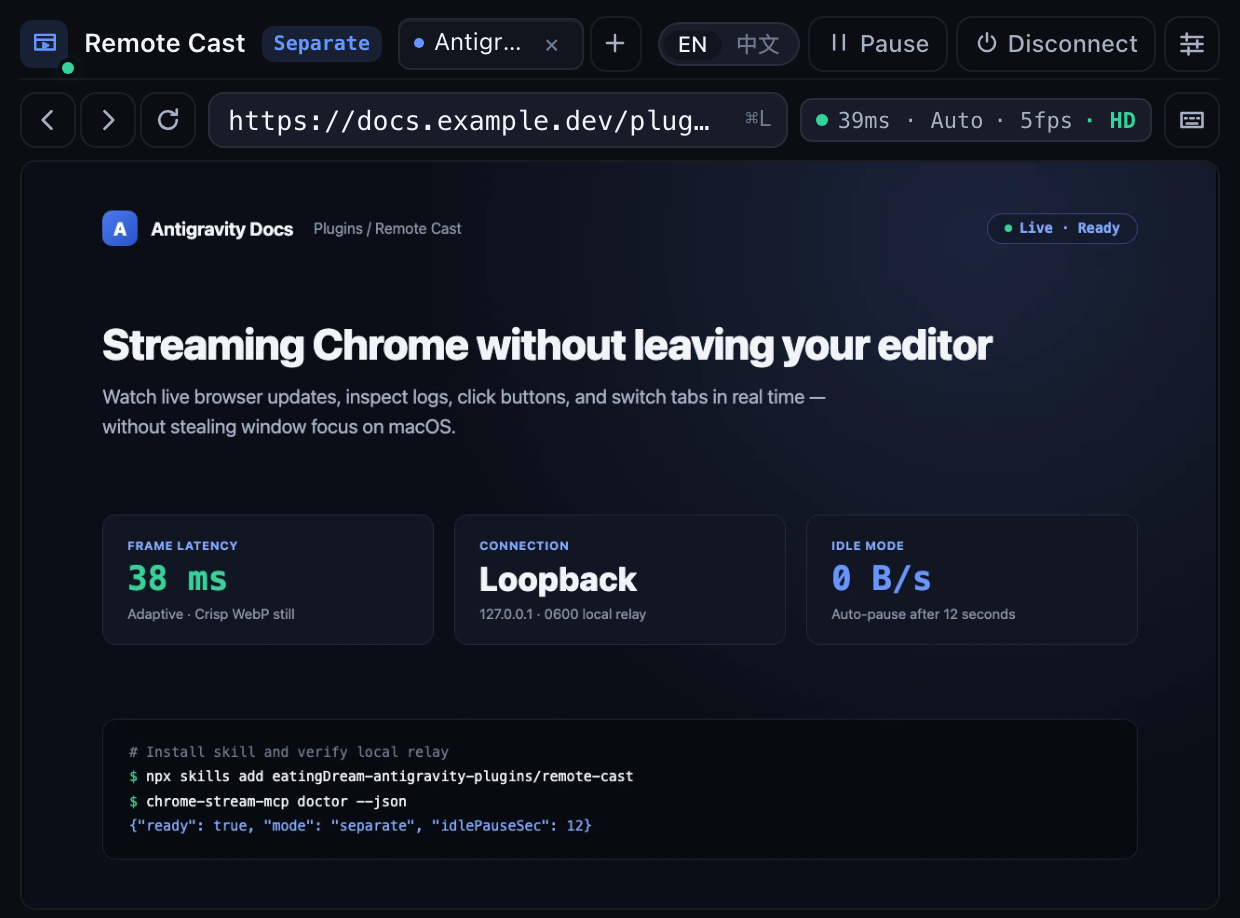 Remote Cast Separate Antigr... × + EN 中文 Pause Disconnect
https://docs.example.dev/plug… ⌘L 39ms · Auto · 5fps · HD
A Antigravity Docs Plugins / Remote Cast Live · Ready
Streaming Chrome without leaving your editor
Watch live browser updates, inspect logs, click buttons, and switch tabs in real time —
without stealing window focus on macOS.
FRAME LATENCY
38 ms
Adaptive · Crisp WebP still
CONNECTION
Loopback
127.0.0.1 · 0600 local relay
IDLE MODE
0 B/s
Auto-pause after 12 seconds
# Install skill and verify local relay
$ npx skills add eatingDream-antigravity-plugins/remote-cast
$ chrome-stream-mcp doctor --json
{"ready": true, "mode": "separate", "idlePauseSec": 12}